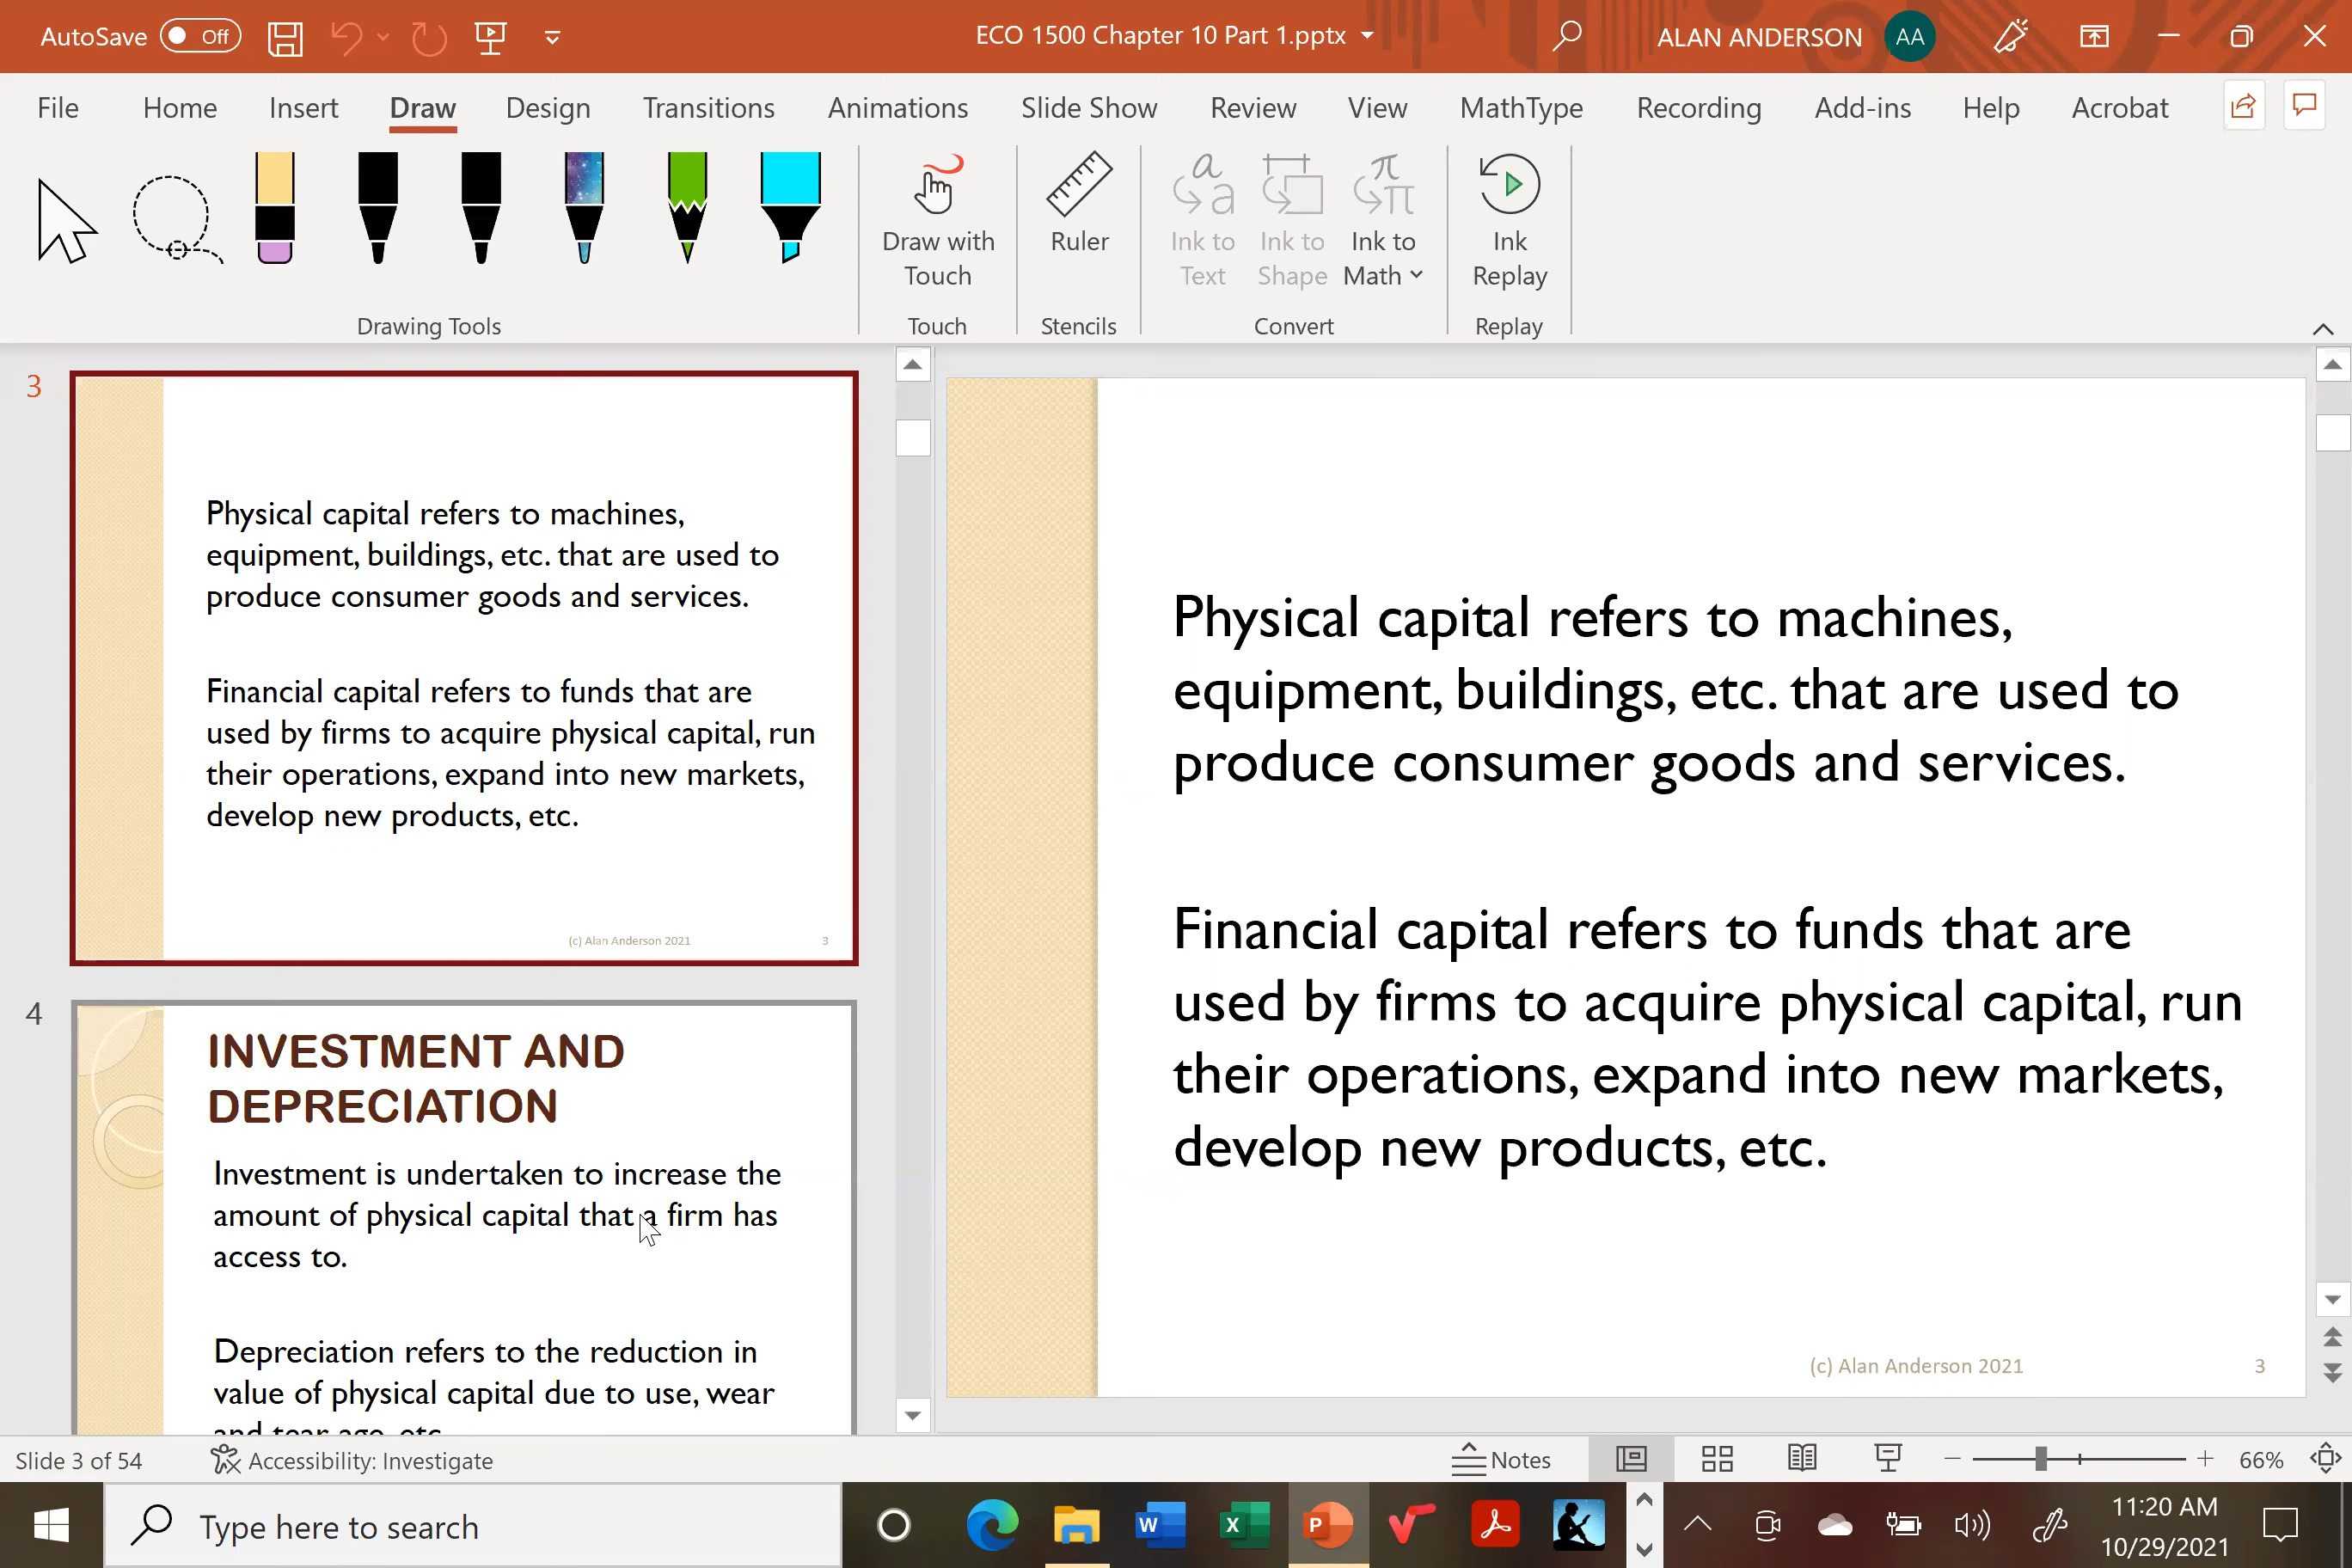 AutoSave Off
ECO 1500 Chapter 10 Part 1.pptx
ALAN ANDERSON AA
File Home Insert Draw Design Transitions Animations Slide Show Review View MathType Recording Add-ins Help Acrobat
Draw with
Touch
Ruler
Ink to
Text
Ink to
Shape
Ink to
Math
Ink
Replay
Drawing Tools Touch Stencils Convert Replay
3
Physical capital refers to machines,
equipment, buildings, etc. that are used to
produce consumer goods and services.
Financial capital refers to funds that are
used by firms to acquire physical capital, run
their operations, expand into new markets,
develop new products, etc.
(c) Alan Anderson 2021 3
4
INVESTMENT AND
DEPRECIATION
Investment is undertaken to increase the
amount of physical capital that a firm has
access to.
Depreciation refers to the reduction in
value of physical capital due to use, wear
and tear age, etc.
Physical capital refers to machines,
equipment, buildings, etc. that are used to
produce consumer goods and services.
Financial capital refers to funds that are
used by firms to acquire physical capital, run
their operations, expand into new markets,
develop new products, etc.
(c) Alan Anderson 2021 3
Slide 3 of 54 Accessibility: Investigate Notes 66%
Type here to search
11:20 AM
10/29/2021